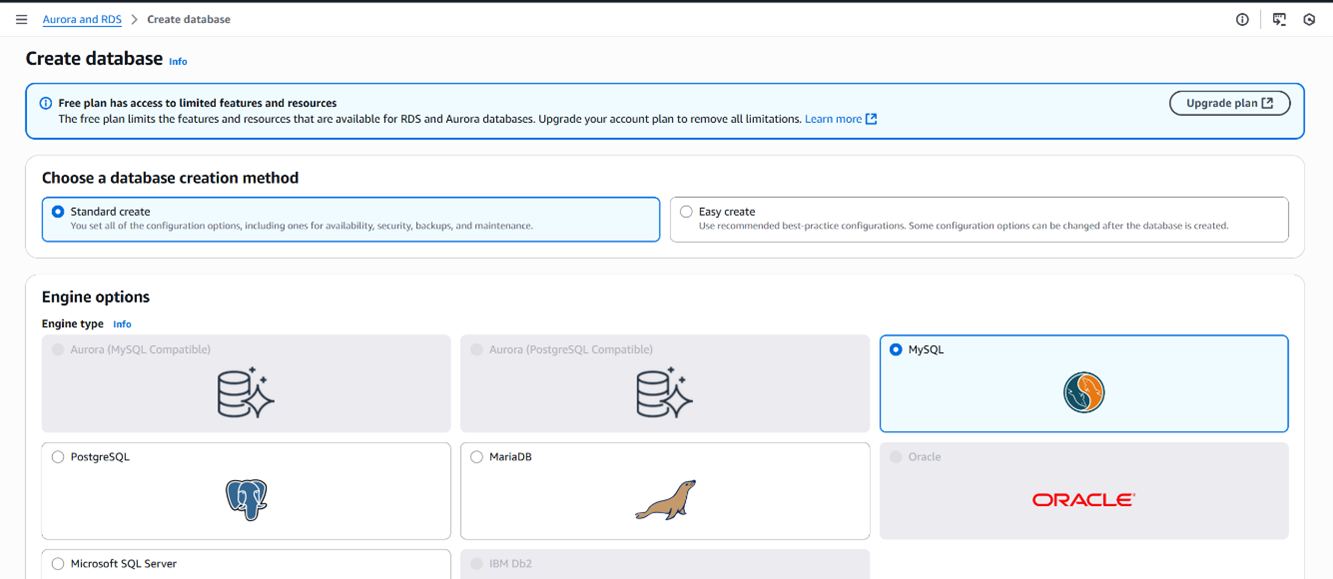 Aurora and RDS > Create database
Create database Info
Free plan has access to limited features and resources
The free plan limits the features and resources that are available for RDS and Aurora databases. Upgrade your account plan to remove all limitations. Learn more
Upgrade plan
Choose a database creation method
Standard create
You set all of the configuration options, including ones for availability, security, backups, and maintenance.
Easy create
Use recommended best-practice configurations. Some configuration options can be changed after the database is created.
Engine options
Engine type Info
Aurora (MySQL Compatible)
Aurora (PostgreSQL Compatible)
MySQL
PostgreSQL
MariaDB
Oracle
ORACLE
Microsoft SQL Server
IBM Db2